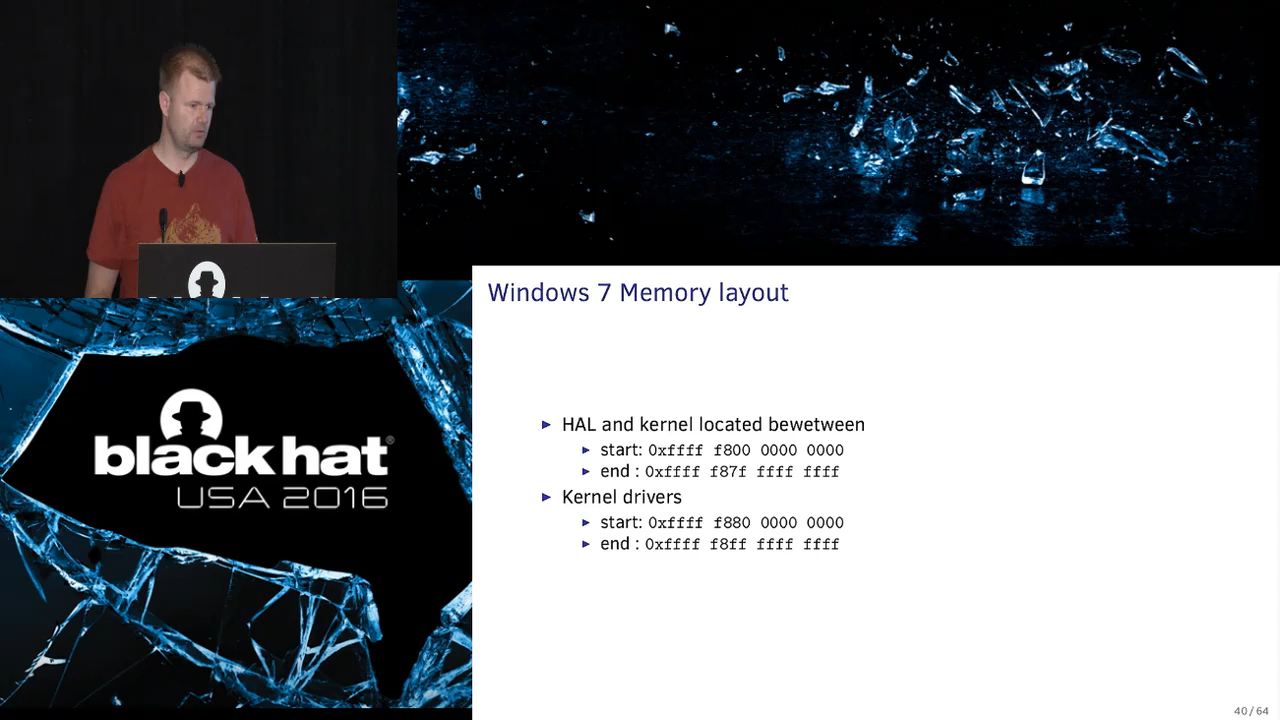 Windows 7 Memory layout
HAL and kernel located bewetween
start: 0xffff f800 0000 0000
end : 0xffff f87f ffff ffff
Kernel drivers
start: 0xffff f880 0000 0000
end : 0xffff f8ff ffff ffff
black hat®
USA 2016
40 / 64